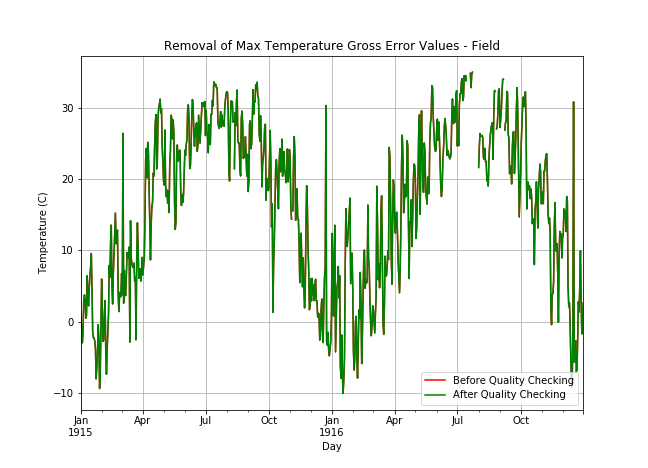 Removal of Max Temperature Gross Error Values - Field
Temperature (C)
30
20
10
0
−10
Before Quality Checking
After Quality Checking
Jan Apr Jul Oct Jan Apr Jul Oct
1915 1916
Day